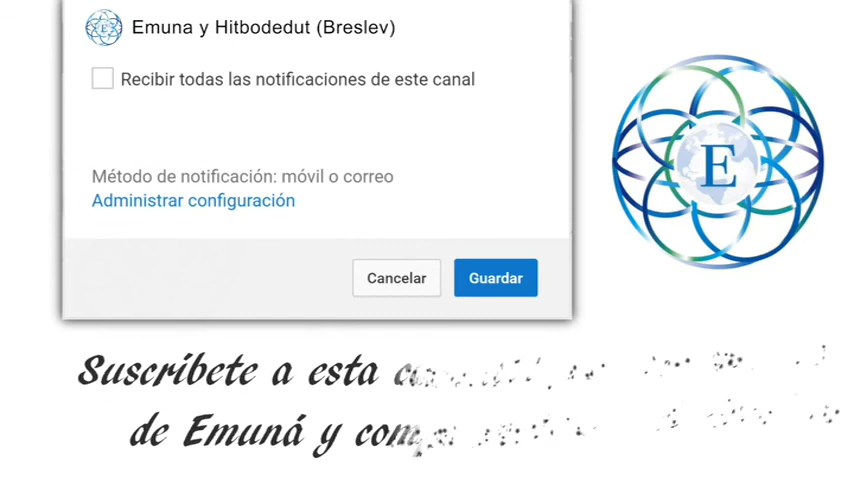 Emuna y Hitbodedut (Breslev)
Recibir todas las notificaciones de este canal
Método de notificación: móvil o correo
Administrar configuración
Cancelar
Guardar
E
Suscríbete a esta
de Emuná y